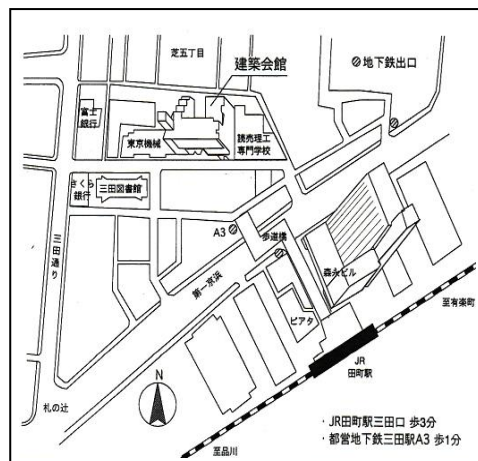 芝五丁目
建築会館
地下鉄出口
富士
銀行
東京機械
読売理工
専門学校
さくら
銀行
三田図書館
三田通り
A3
歩道橋
第一京浜
森永ビル
ピアタ
至有楽町
JR
田町駅
札の辻
N
至品川
・JR田町駅三田口 歩3分
・都営地下鉄三田駅A3 歩1分